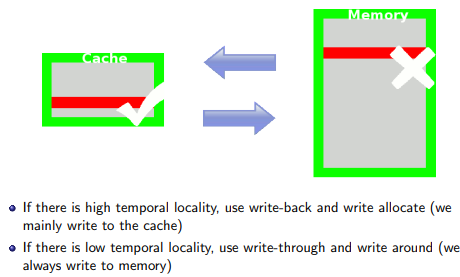 Memory
Cache
If there is high temporal locality, use write-back and write allocate (we
mainly write to the cache)
If there is low temporal locality, use write-through and write around (we
always write to memory)